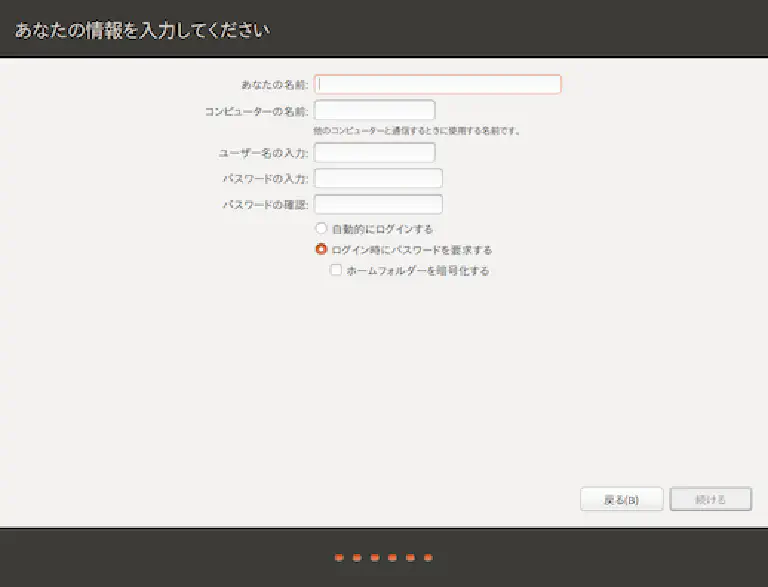 あなたの情報を入力してください
あなたの名前:
コンピューターの名前:
他のコンピューターと通信するときに使用する名前です。
ユーザー名の入力:
パスワードの入力:
パスワードの確認:
自動的にログインする
ログイン時にパスワードを要求する
ホームフォルダーを暗号化する
戻る(B) 続ける